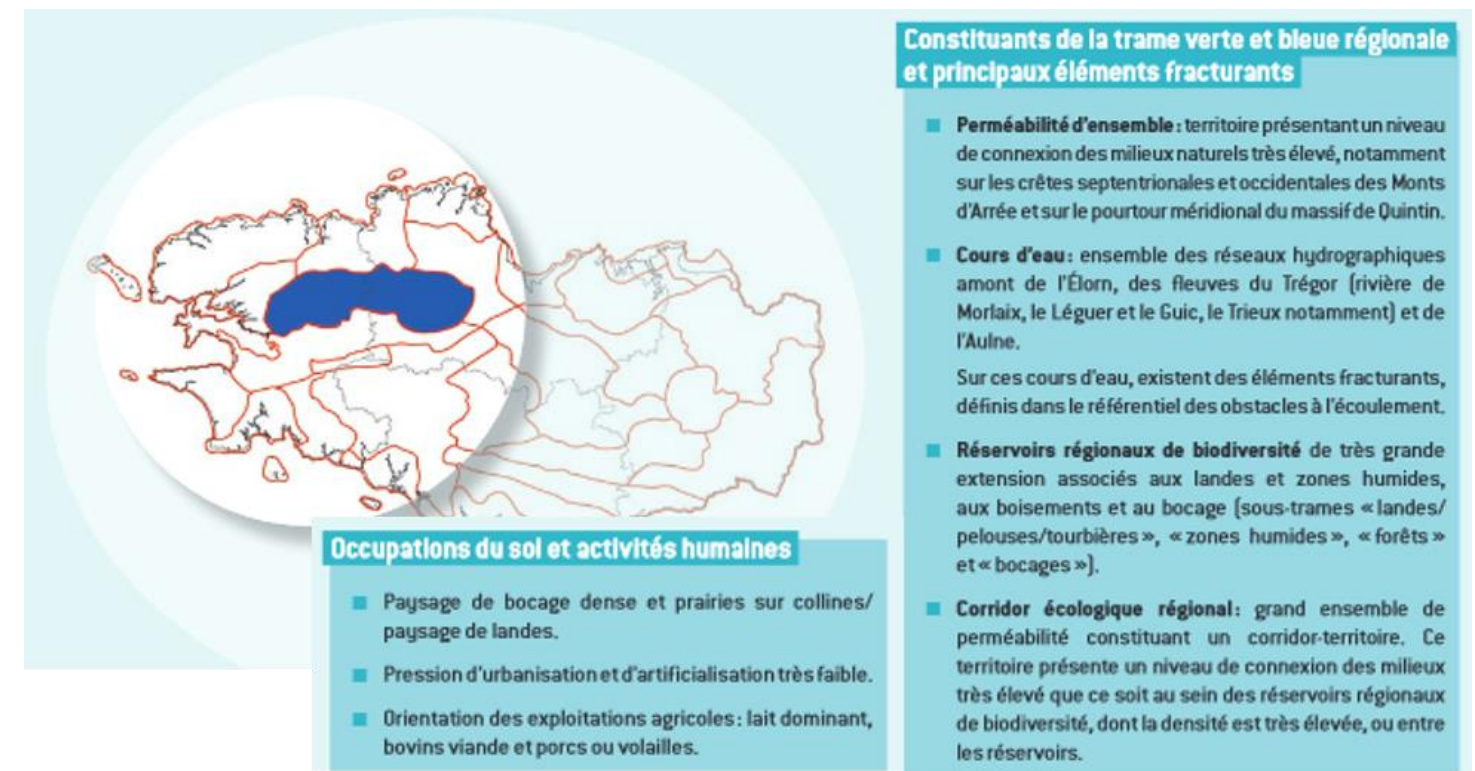 Constituants de la trame verte et bleue régionale
et principaux éléments fracturants
Perméabilité d'ensemble : territoire présentant un niveau
de connexion des milieux naturels très élevé, notamment
sur les crêtes septentrionales et occidentales des Monts
d'Arrée et sur le pourtour méridional du massif de Quintin.
Cours d'eau : ensemble des réseaux hydrographiques
amont de l'Élorn, des fleuves du Trégor (rivière de
Morlaix, le Léguer et le Guic, le Trieux notamment) et de
l'Aulne.
Sur ces cours d'eau, existent des éléments fracturants,
définis dans le référentiel des obstacles à l'écoulement.
Réservoirs régionaux de biodiversité de très grande
extension associés aux landes et zones humides,
aux boisements et au bocage (sous-trames « landes/
pelouses/tourbières », « zones humides », « forêts »
et « bocages »).
Corridor écologique régional : grand ensemble de
perméabilité constituant un corridor-territoire. Ce
territoire présente un niveau de connexion des milieux
très élevé que ce soit au sein des réservoirs régionaux
de biodiversité, dont la densité est très élevée, ou entre
les réservoirs.
Occupations du sol et activités humaines
Paysage de bocage dense et prairies sur collines/
paysage de landes.
Pression d'urbanisation et d'artificialisation très faible.
Orientation des exploitations agricoles : lait dominant,
bovins viande et porcs ou volailles.